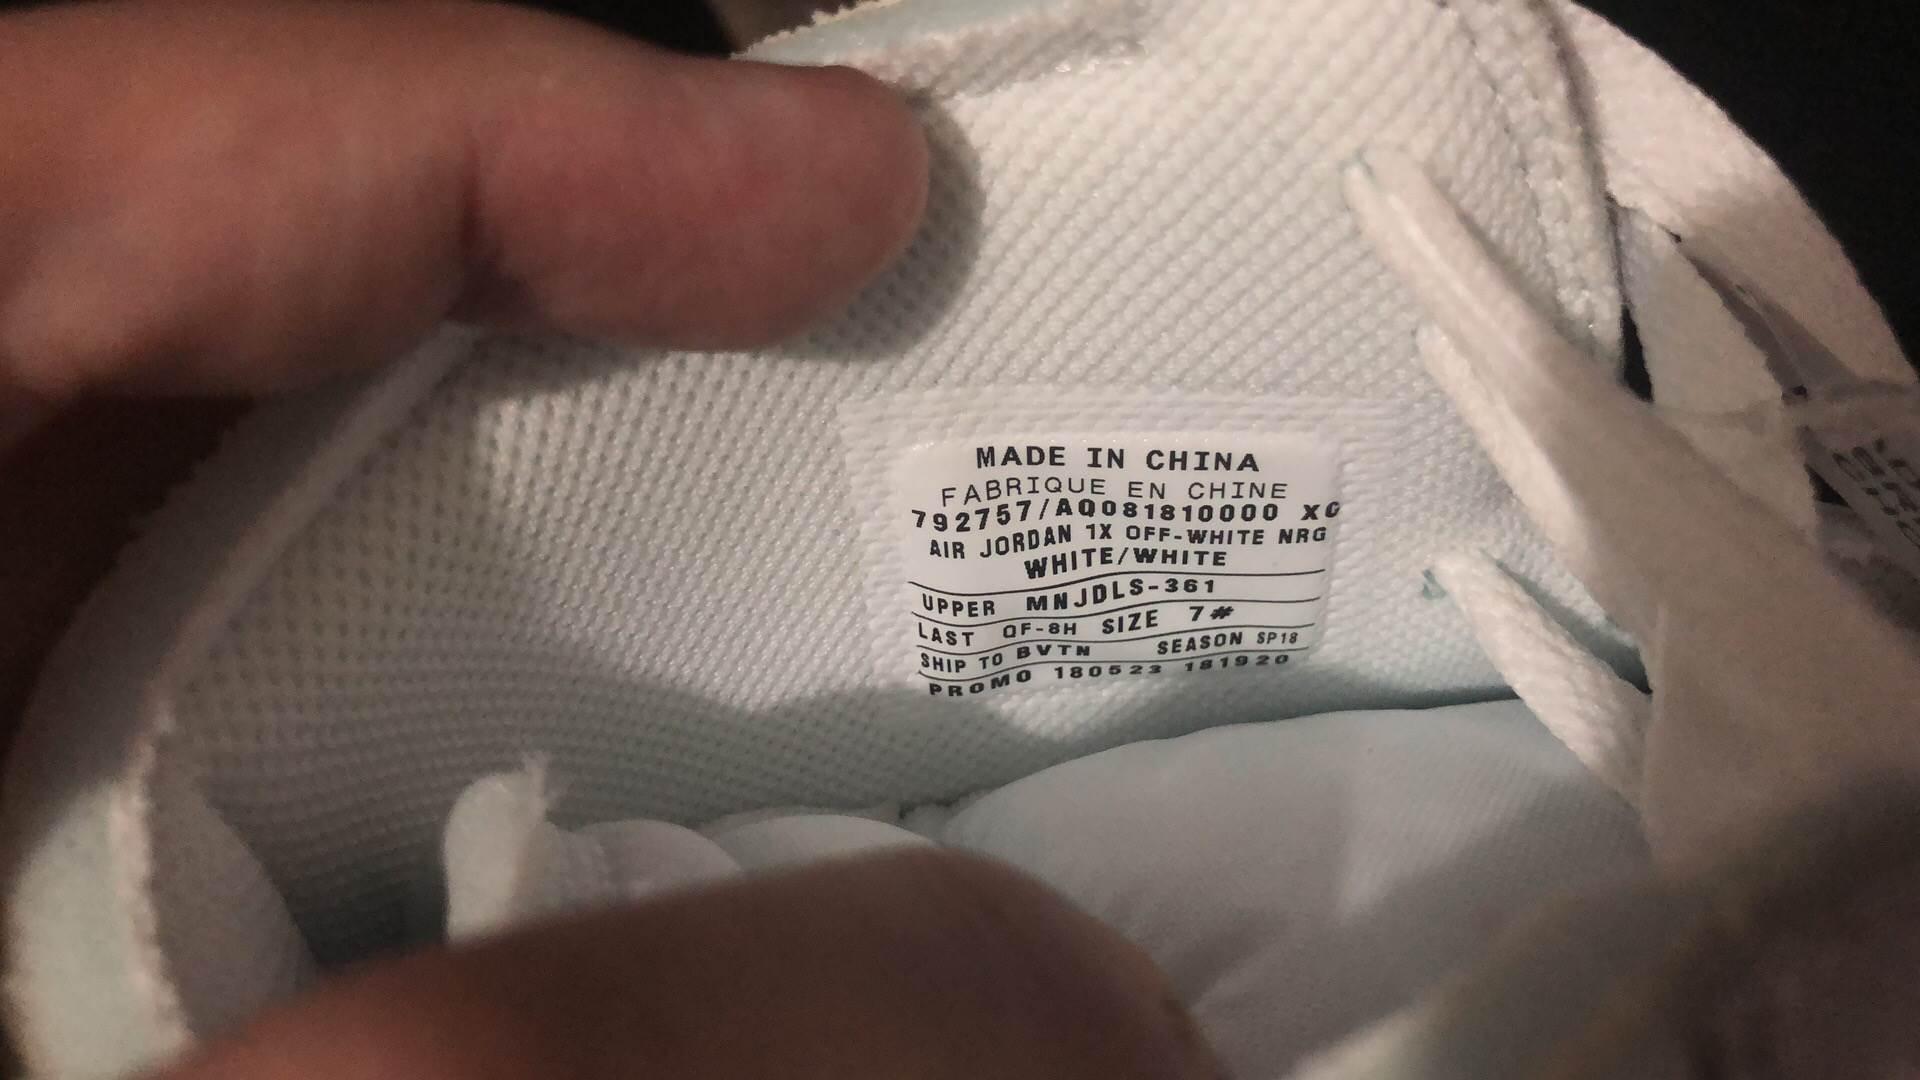 MADE IN CHINA
FABRIQUE EN CHINE
792757/AQ081810000 XC
AIR JORDAN 1X OFF-WHITE NRG
WHITE/WHITE
UPPER MNJDLS-361
LAST QF-8H SIZE 7#
SHIP TO BVTN SEASON SP18
PROMO 180523 181920